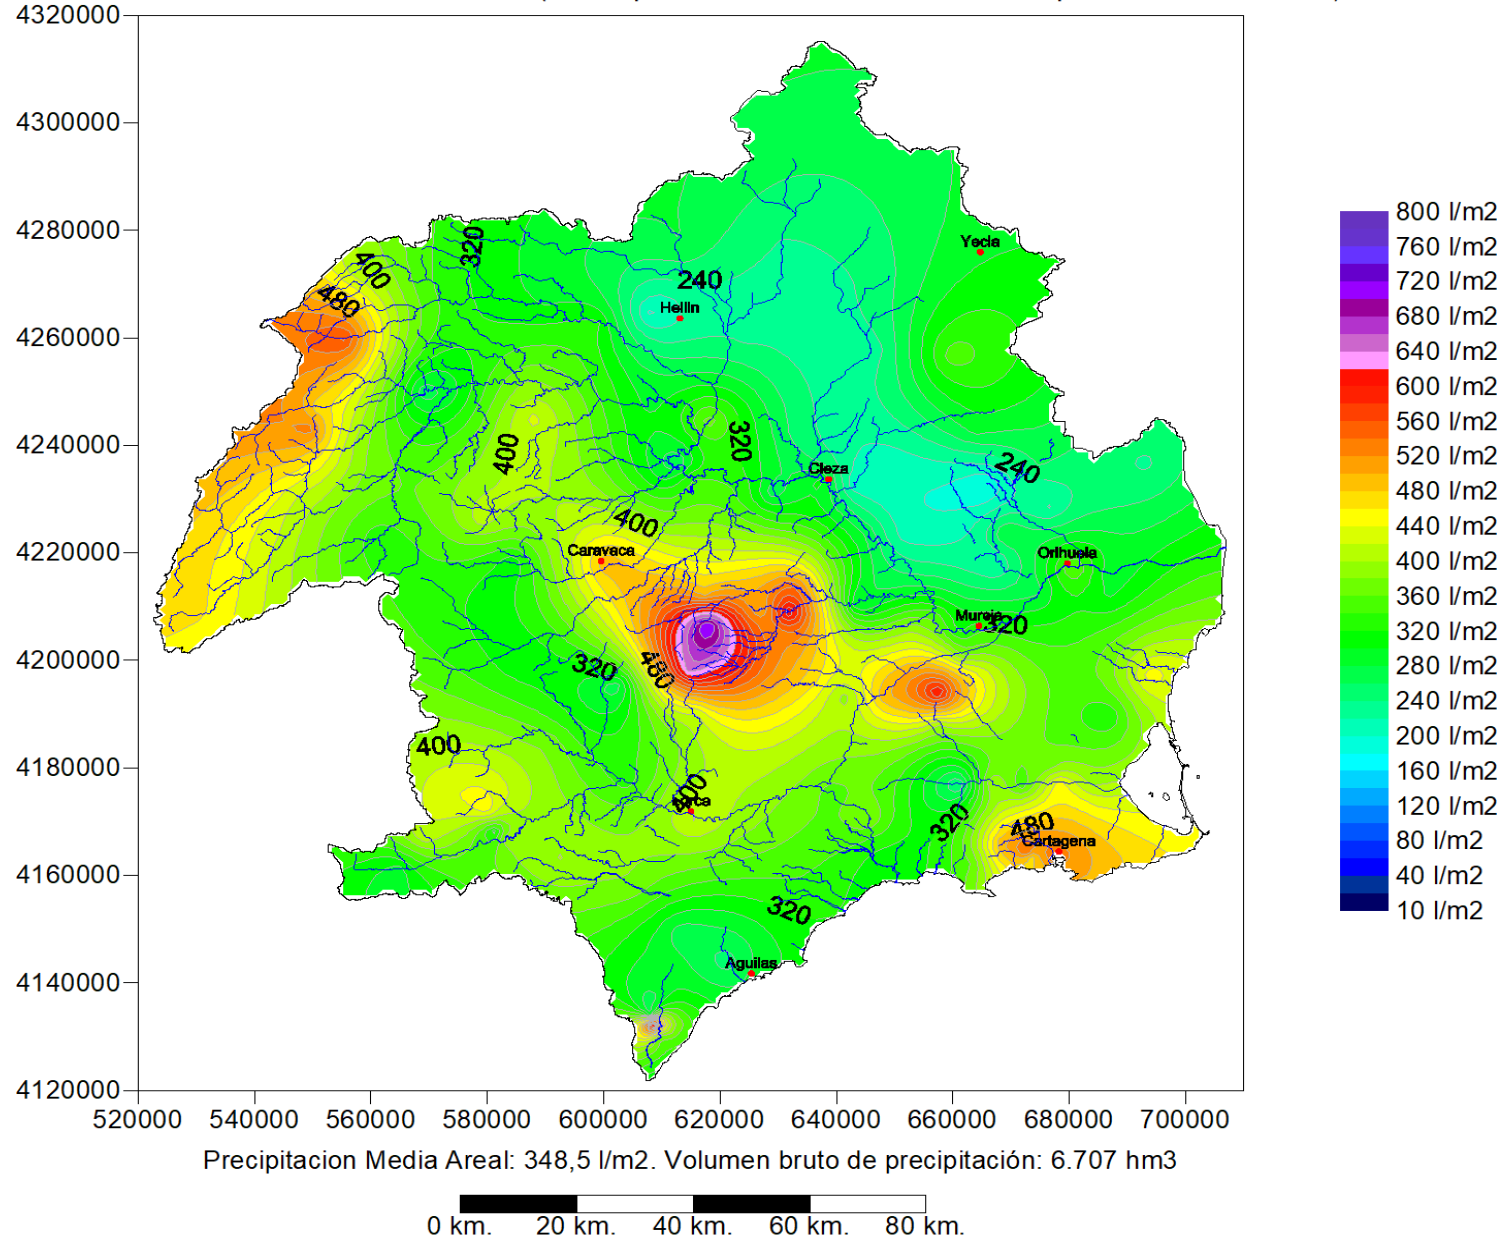 4320000
4300000
4280000
4260000
4240000
4220000
4200000
4180000
4160000
4140000
4120000
520000 540000 560000 580000 600000 620000 640000 660000 680000 700000
Yecla
320
400
480
240
Hellin
400
320
Cieza
240
400
Caravaca
Orihuela
Murcia
320
320
480
400
400
Lorca
320
480
Cartagena
320
Aguilas
800 l/m2
760 l/m2
720 l/m2
680 l/m2
640 l/m2
600 l/m2
560 l/m2
520 l/m2
480 l/m2
440 l/m2
400 l/m2
360 l/m2
320 l/m2
280 l/m2
240 l/m2
200 l/m2
160 l/m2
120 l/m2
80 l/m2
40 l/m2
10 l/m2
Precipitacion Media Areal: 348,5 l/m2. Volumen bruto de precipitación: 6.707 hm3
0 km. 20 km. 40 km. 60 km. 80 km.